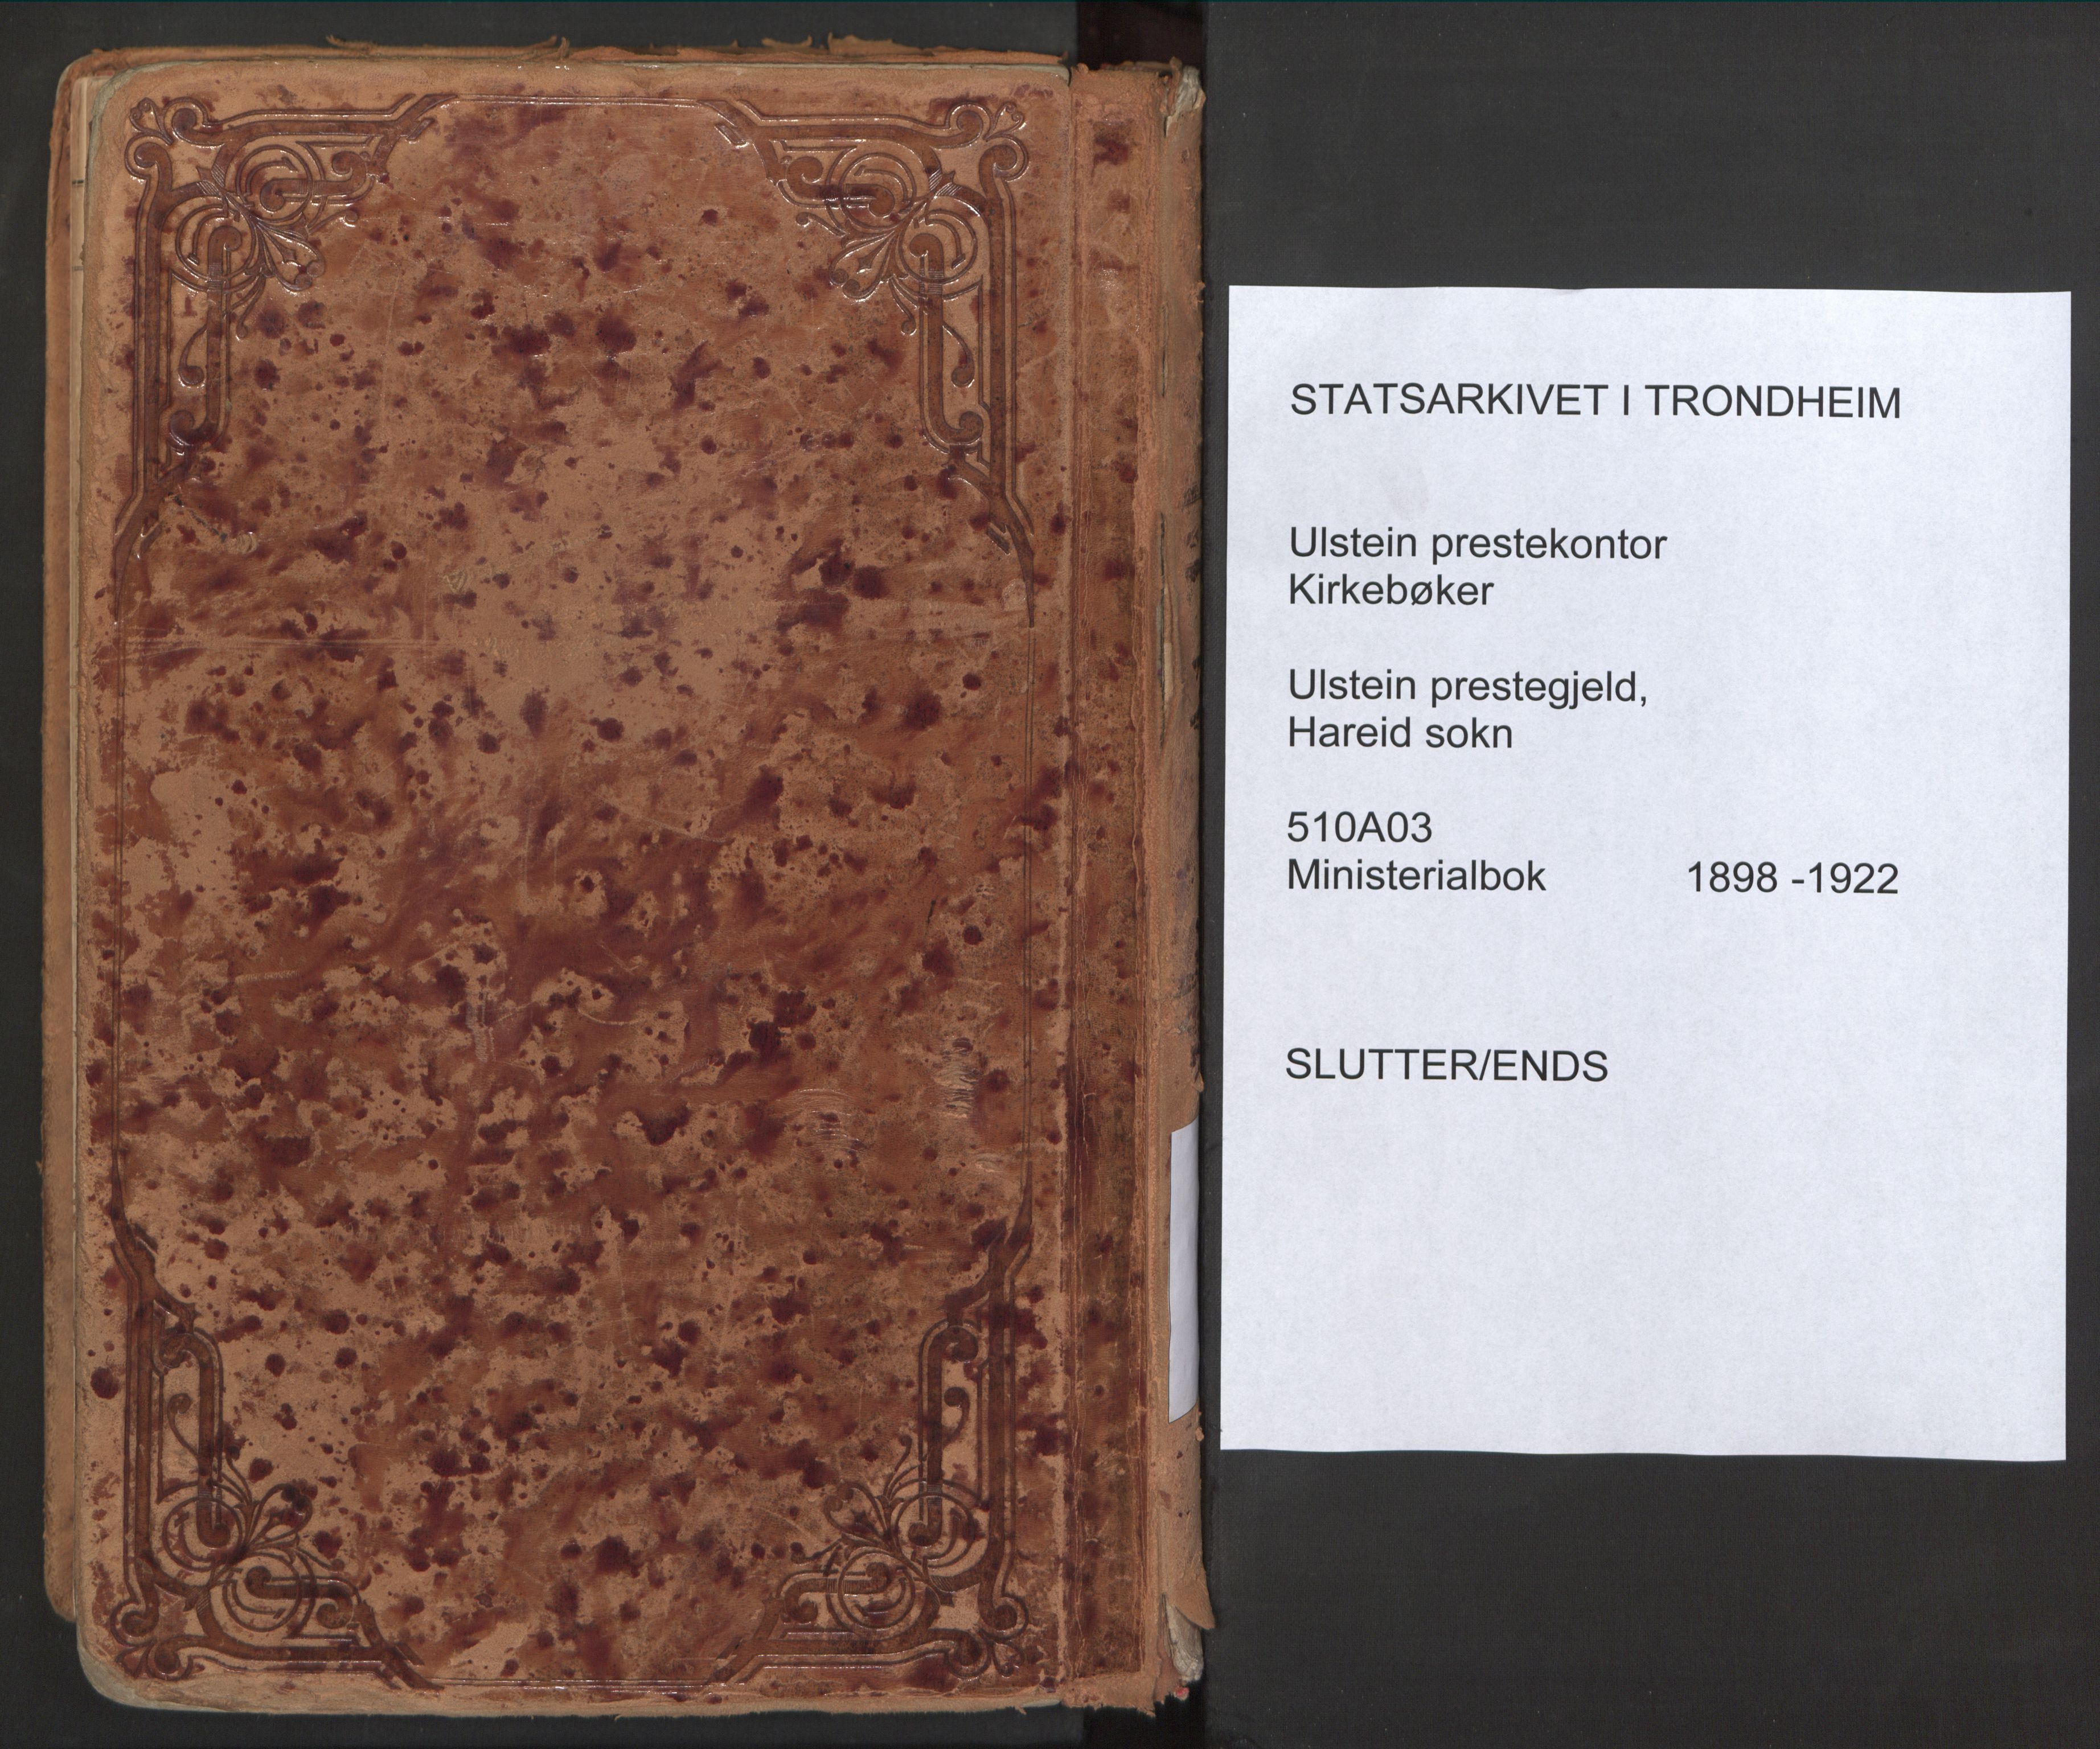 STATSARKIVET I TRONDHEIM
Ulstein prestekontor
Kirkebøker
Ulstein prestegjeld,
Hareid sokn
510A03
Ministerialbok 1898 -1922
SLUTTER/ENDS